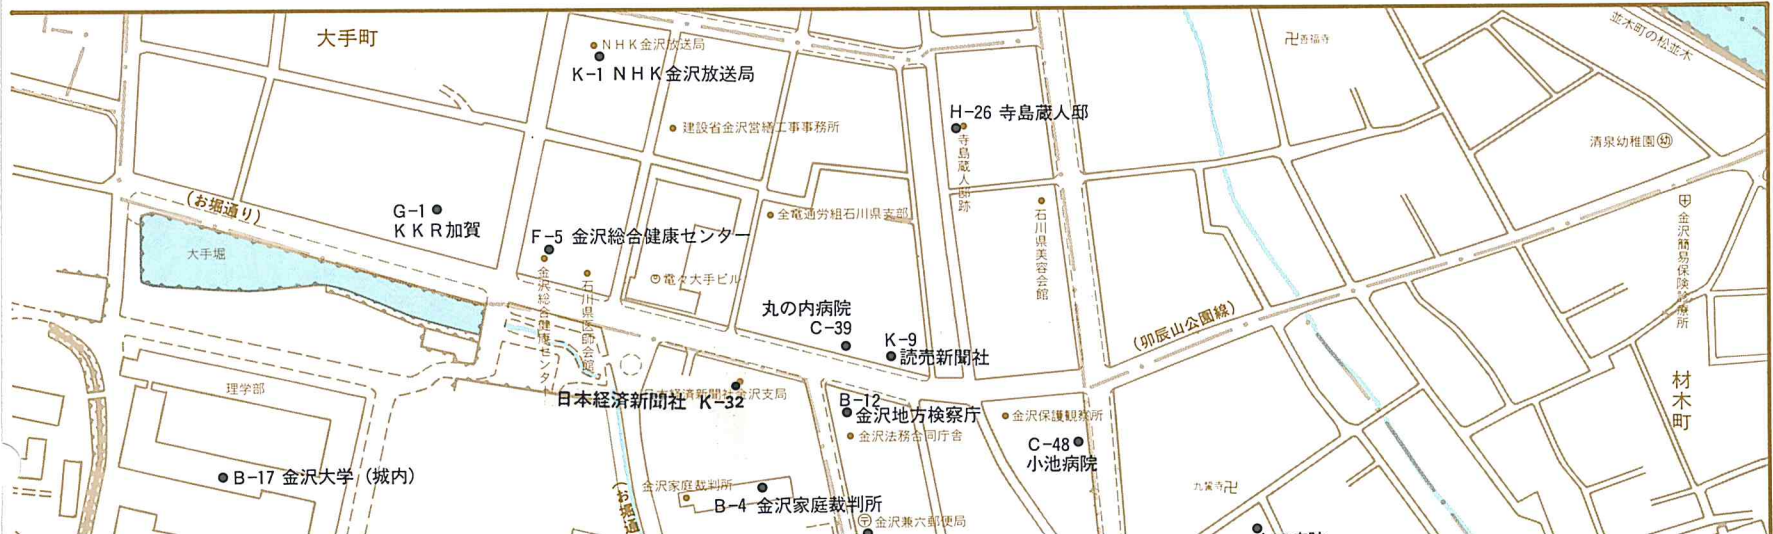 大手町
NHK金沢放送局
K-1 NHK金沢放送局
建設省金沢営繕工事事務所
H-26 寺島蔵人邸
寺島蔵人邸跡
卍善福寺
並木町の松並木
清泉幼稚園 幼
(お堀通り)
大手堀
G-1
KKR加賀
F-5 金沢総合健康センター
金沢総合健康センター
石川県医師会館
電々大手ビル
全電通労組石川県支部
石川県美容会館
金沢簡易保険診療所
丸の内病院
C-39
K-9
読売新聞社
(卯辰山公園線)
理学部
日本経済新聞社金沢支局
日本経済新聞社 K-32
B-12
金沢地方検察庁
金沢法務合同庁舎
金沢保護観察所
C-48
小池病院
材木町
B-17 金沢大学(城内)
金沢家庭裁判所
B-4 金沢家庭裁判所
〒金沢兼六郵便局
(お堀通